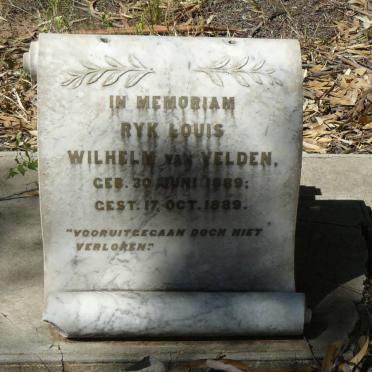 IN MEMORIAM
RYK LOUIS
WILHELM VAN VELDEN.
GEB. 30 JUNI 1889;
GEST. 17 OCT. 1889.
"VOORUITGEGAAN DOCH NIET
VERLOREN."